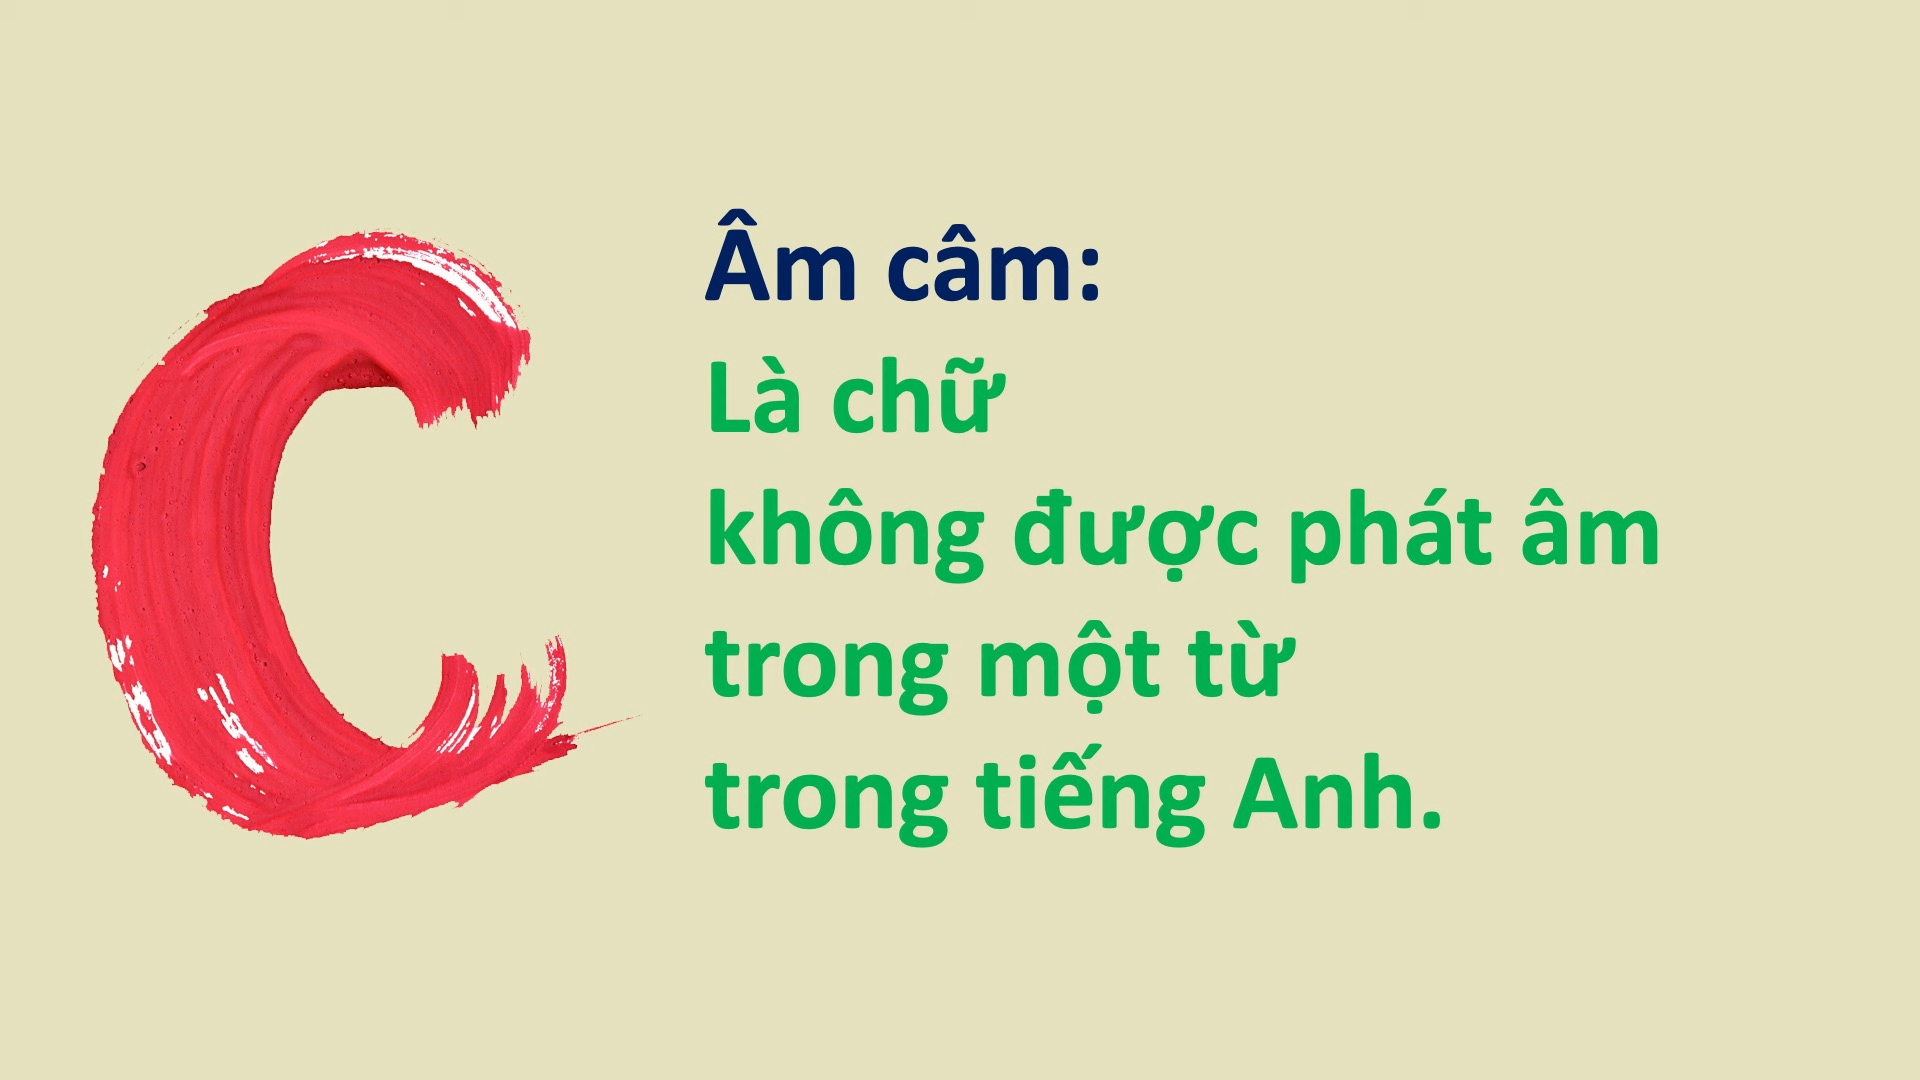 C
Âm câm:
Là chữ
không được phát âm
trong một từ
trong tiếng Anh.